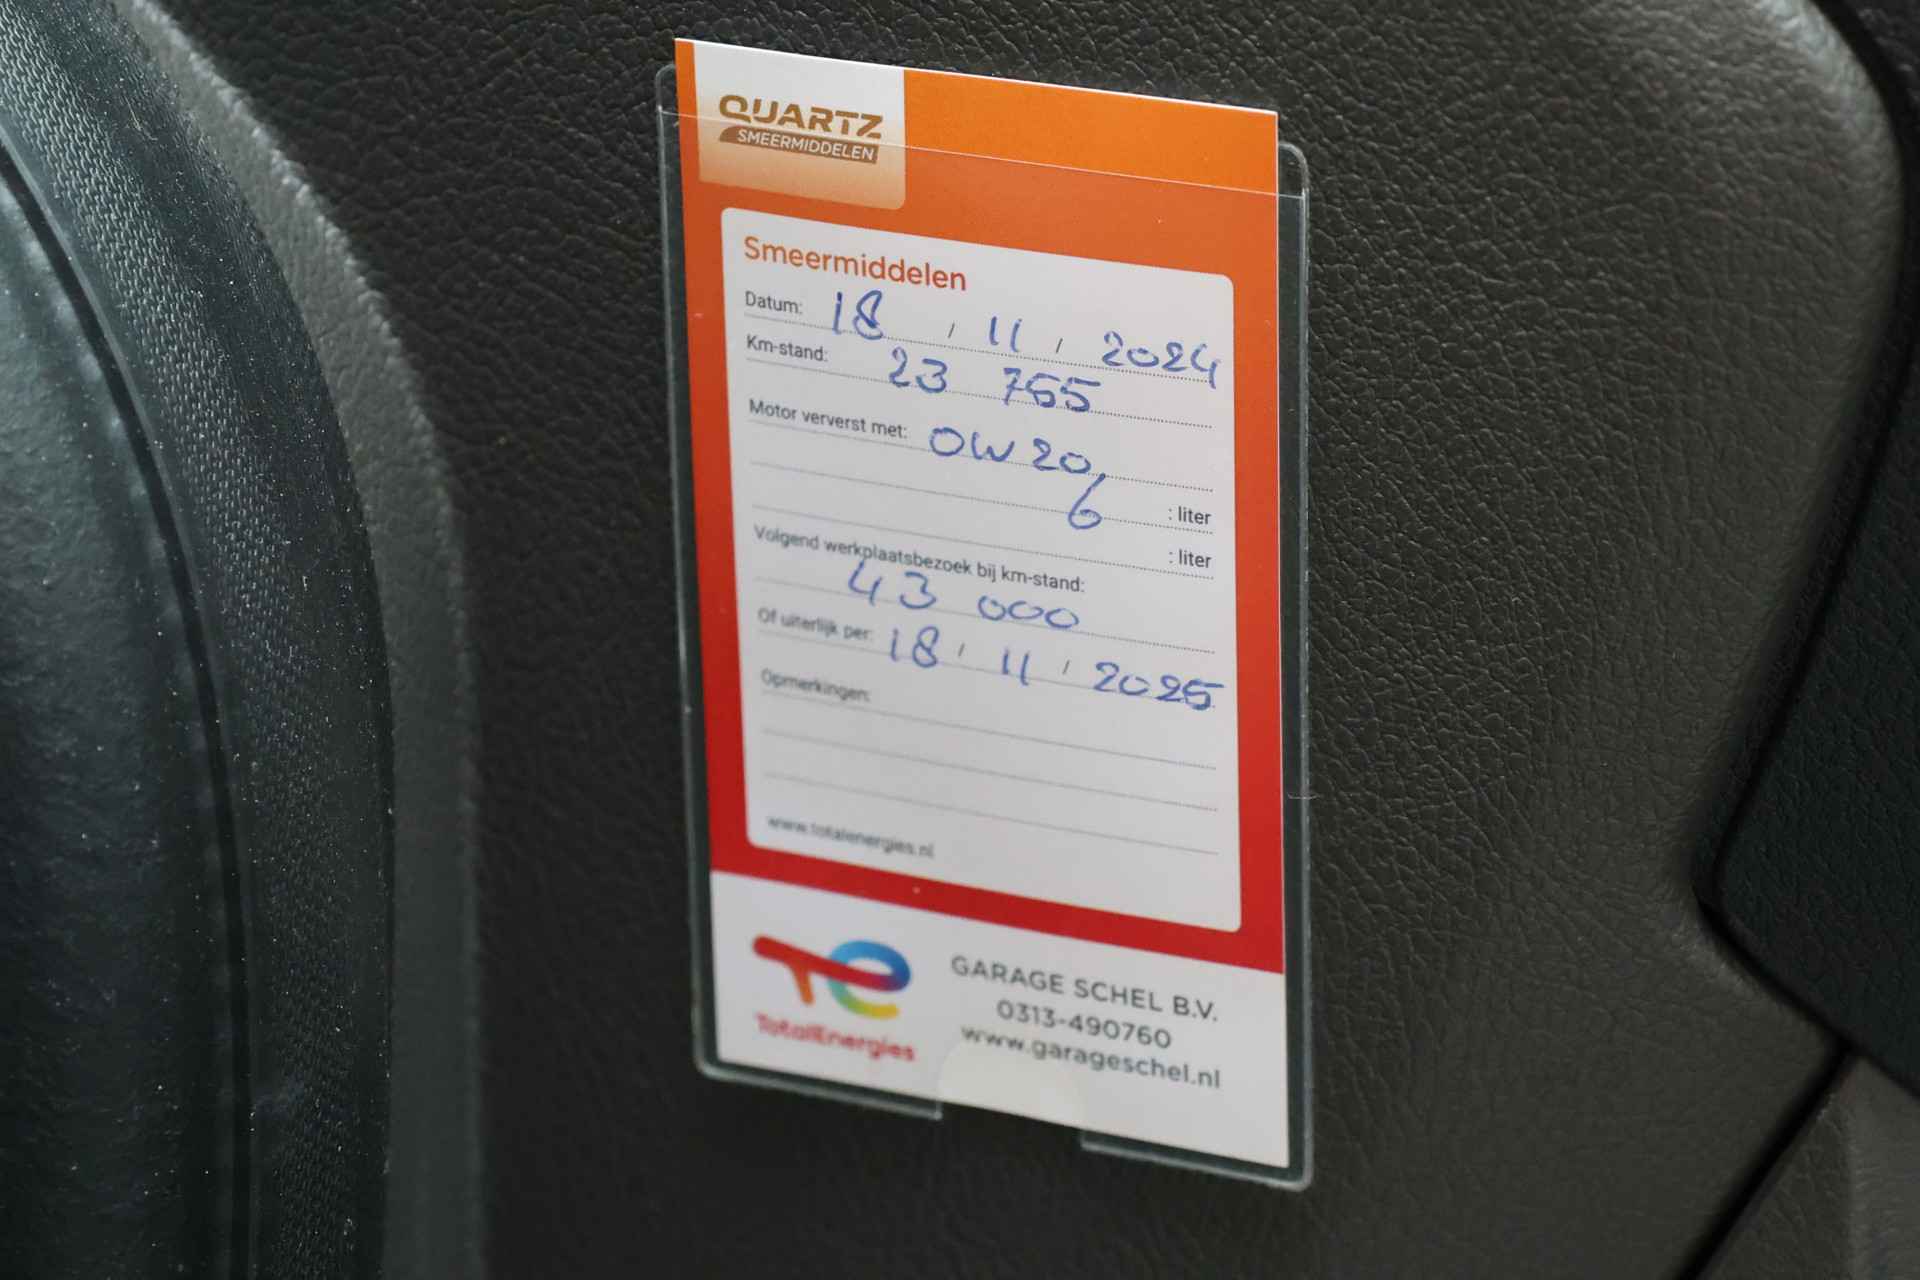 QUARTZ
SMEERMIDDELEN
Smeermiddelen
Datum: 18 / 11 / 2024
Km-stand: 23 755
Motor ververst met: 0W20,
6 : liter
: liter
Volgend werkplaatsbezoek bij km-stand:
43 000
Of uiterlijk per: 18 / 11 / 2025
Opmerkingen:
www.totalenergies.nl
TotalEnergies
GARAGE SCHEL B.V.
0313-490760
www.garageschel.nl